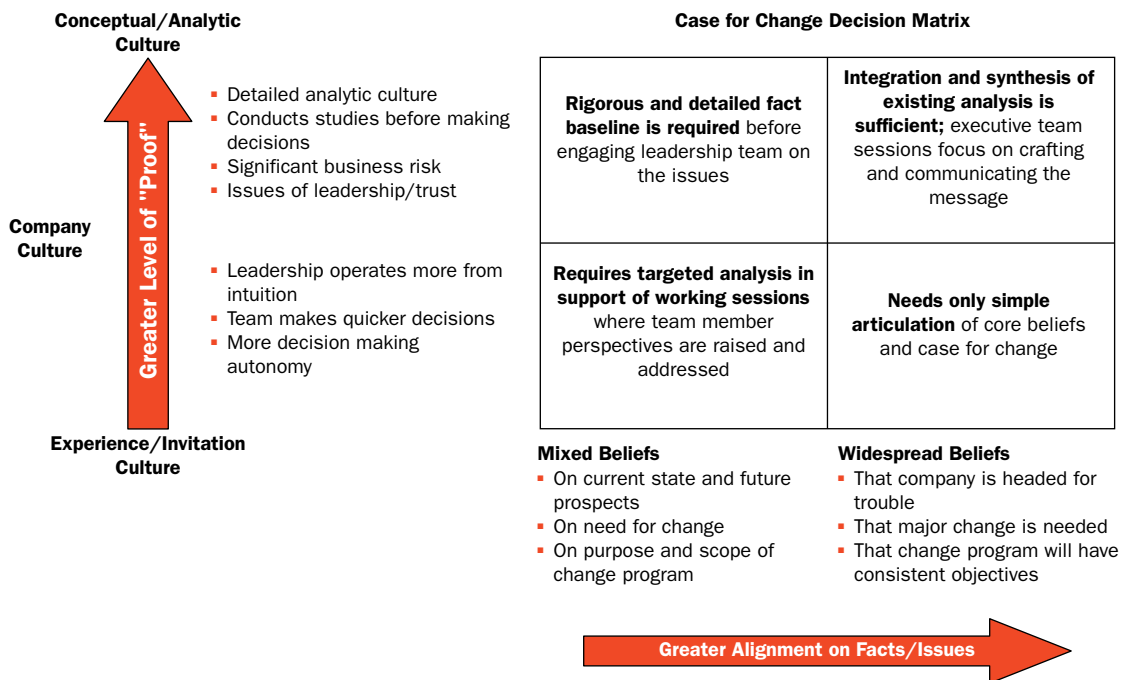 Conceptual/Analytic
Culture
Case for Change Decision Matrix
Company
Culture
Greater Level of "Proof"
▪ Detailed analytic culture
▪ Conducts studies before making
decisions
▪ Significant business risk
▪ Issues of leadership/trust
▪ Leadership operates more from
intuition
▪ Team makes quicker decisions
▪ More decision making
autonomy
Experience/Invitation
Culture
Rigorous and detailed fact
baseline is required before
engaging leadership team on
the issues
Integration and synthesis of
existing analysis is
sufficient; executive team
sessions focus on crafting
and communicating the
message
Requires targeted analysis in
support of working sessions
where team member
perspectives are raised and
addressed
Needs only simple
articulation of core beliefs
and case for change
Mixed Beliefs
▪ On current state and future
prospects
▪ On need for change
▪ On purpose and scope of
change program
Widespread Beliefs
▪ That company is headed for
trouble
▪ That major change is needed
▪ That change program will have
consistent objectives
Greater Alignment on Facts/Issues